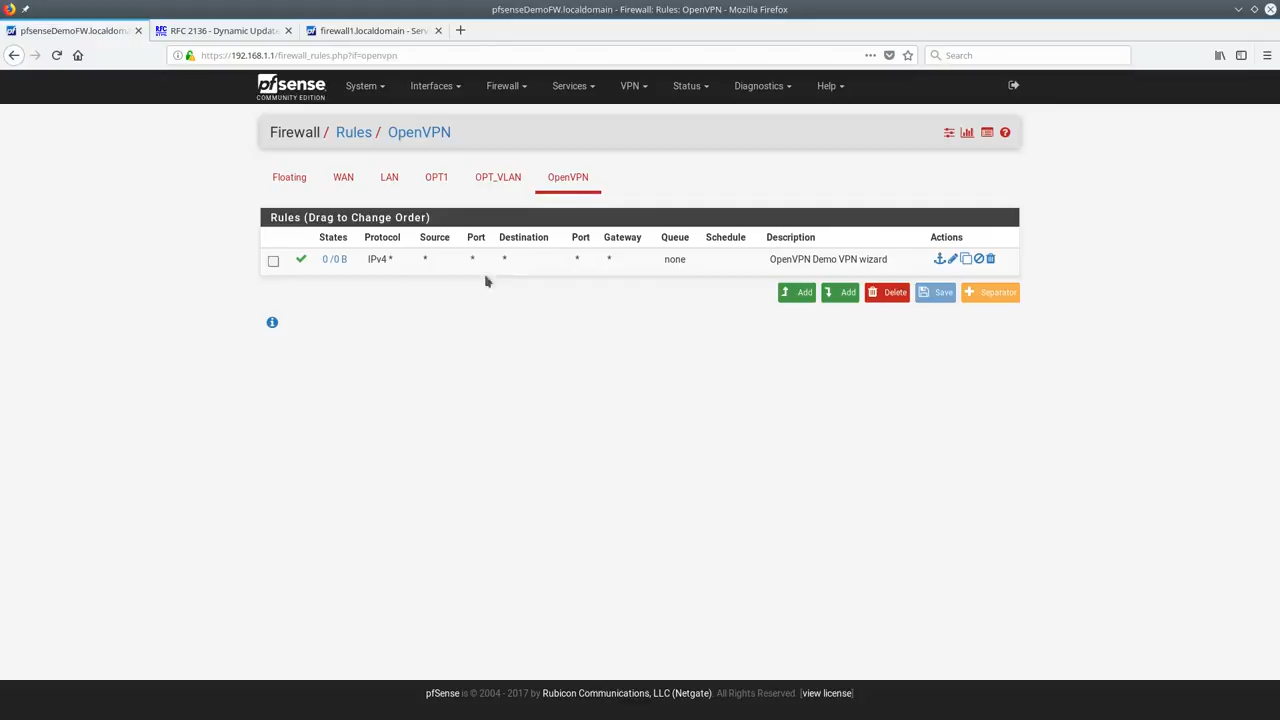 pfsenseDemoFW.localdomain - Firewall: Rules: OpenVPN - Mozilla Firefox
pfsenseDemoFW.localdoma
RFC 2136 - Dynamic Update
firewall1.localdomain - Serv
https://192.168.1.1/firewall_rules.php?if=openvpn
Search
pfsense
COMMUNITY EDITION
System
Interfaces
Firewall
Services
VPN
Status
Diagnostics
Help
Firewall / Rules / OpenVPN
Floating
WAN
LAN
OPT1
OPT_VLAN
OpenVPN
Rules (Drag to Change Order)
States Protocol Source Port Destination Port Gateway Queue Schedule Description Actions
0 /0 B IPv4 * * * * * * none OpenVPN Demo VPN wizard
Add
Add
Delete
Save
Separator
pfSense is © 2004 - 2017 by Rubicon Communications, LLC (Netgate). All Rights Reserved. [view license]